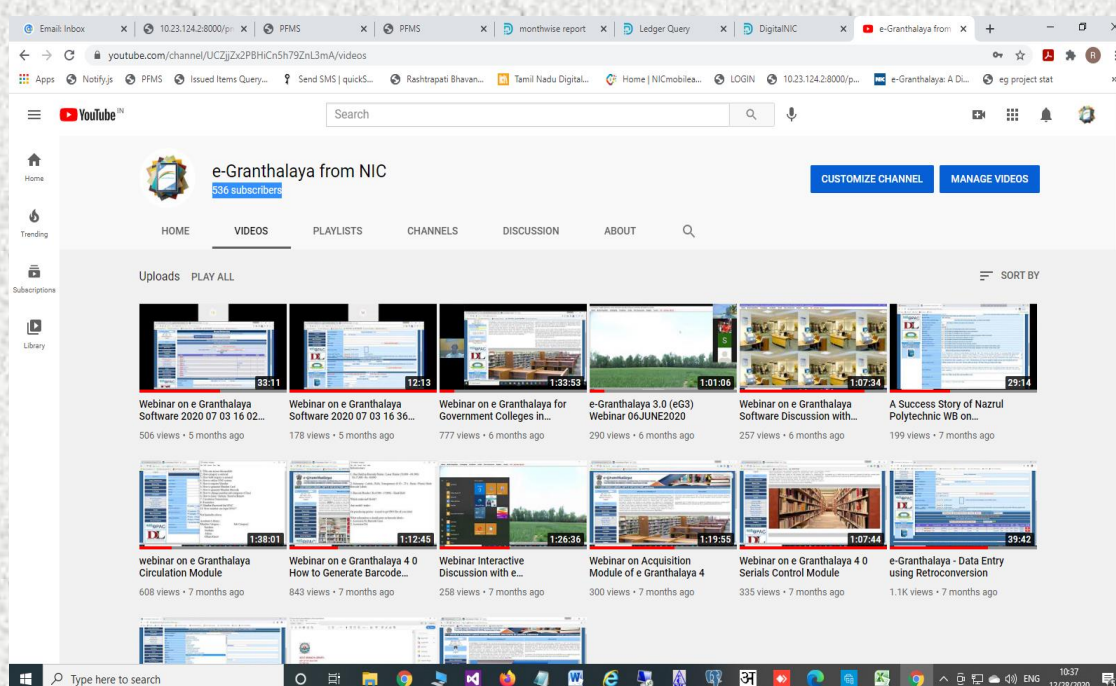 Email: Inbox
10.23.124.2:8000/pr
PFMS
PFMS
monthwise report
Ledger Query
DigitalNIC
e-Granthalaya from
youtube.com/channel/UCZjjZx2PBHiCn5h79ZnL3mA/videos
Apps
Notify.js
PFMS
Issued Items Query...
Send SMS | quickS...
Rashtrapati Bhavan...
Tamil Nadu Digital...
Home | NICmobilea...
LOGIN
10.23.124.2:8000/p...
e-Granthalaya: A Di...
eg project stat
YouTube IN
Search
Home
Trending
Subscriptions
Library
e-Granthalaya from NIC
536 subscribers
CUSTOMIZE CHANNEL
MANAGE VIDEOS
HOME
VIDEOS
PLAYLISTS
CHANNELS
DISCUSSION
ABOUT
Uploads
PLAY ALL
SORT BY
33:11
Webinar on e Granthalaya
Software 2020 07 03 16 02...
506 views • 5 months ago
12:13
Webinar on e Granthalaya
Software 2020 07 03 16 36...
178 views • 5 months ago
1:33:53
Webinar on e Granthalaya for
Government Colleges in...
777 views • 6 months ago
1:01:06
e-Granthalaya 3.0 (eG3)
Webinar 06JUNE2020
290 views • 6 months ago
1:07:34
Webinar on e Granthalaya
Software Discussion with...
257 views • 6 months ago
29:14
A Success Story of Nazrul
Polytechnic WB on...
199 views • 7 months ago
1:38:01
webinar on e Granthalaya
Circulation Module
608 views • 7 months ago
1:12:45
Webinar on e Granthalaya 4 0
How to Generate Barcode...
843 views • 7 months ago
1:26:36
Webinar Interactive
Discussion with e...
258 views • 7 months ago
1:19:55
Webinar on Acquisition
Module of e Granthalaya 4
300 views • 7 months ago
1:07:44
Webinar on e Granthalaya 4 0
Serials Control Module
335 views • 7 months ago
39:42
e-Granthalaya - Data Entry
using Retroconversion
1.1K views • 7 months ago
Type here to search
ENG
10:37
12/28/2020